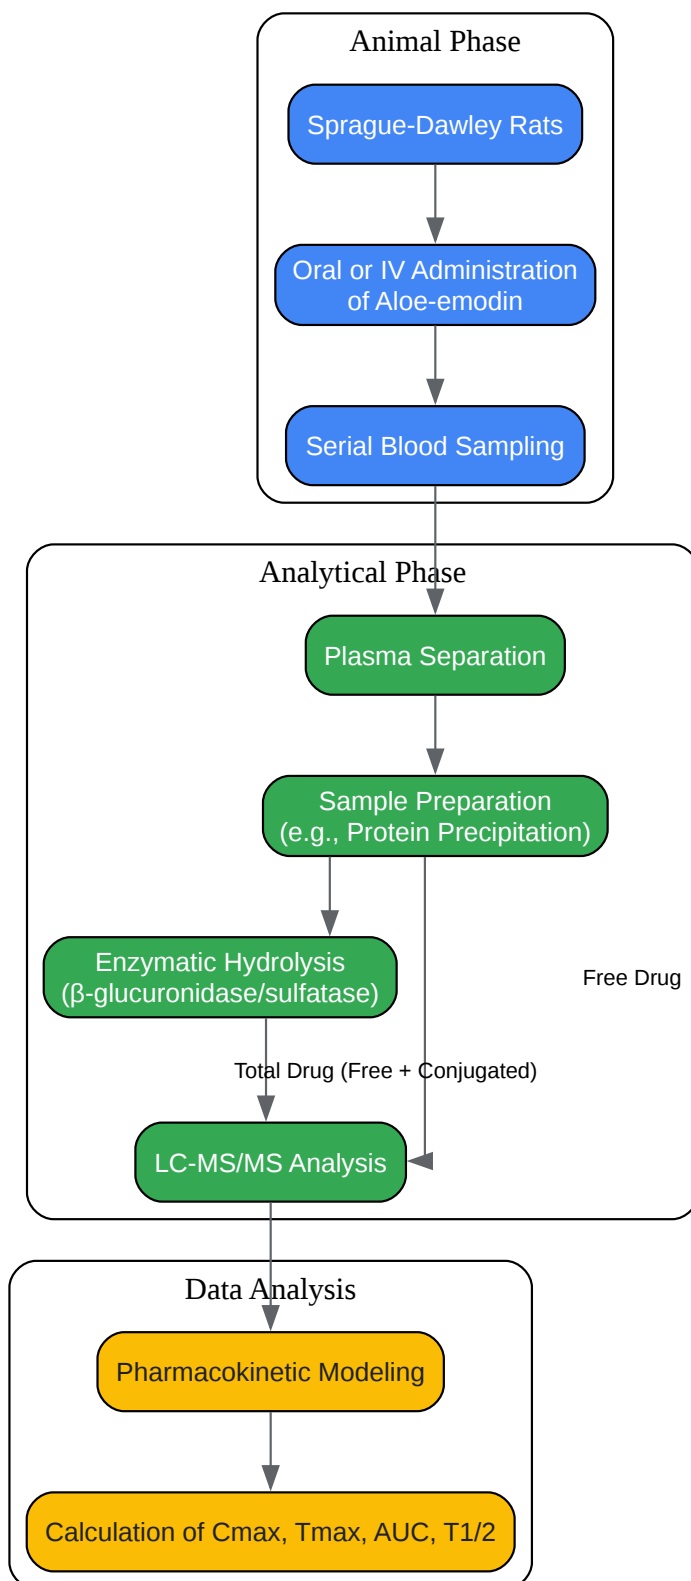 Animal Phase
Sprague-Dawley Rats
Oral or IV Administration
of Aloe-emodin
Serial Blood Sampling
Analytical Phase
Plasma Separation
Sample Preparation
(e.g., Protein Precipitation)
Enzymatic Hydrolysis
(β-glucuronidase/sulfatase)
Free Drug
Total Drug (Free + Conjugated)
LC-MS/MS Analysis
Data Analysis
Pharmacokinetic Modeling
Calculation of Cmax, Tmax, AUC, T1/2